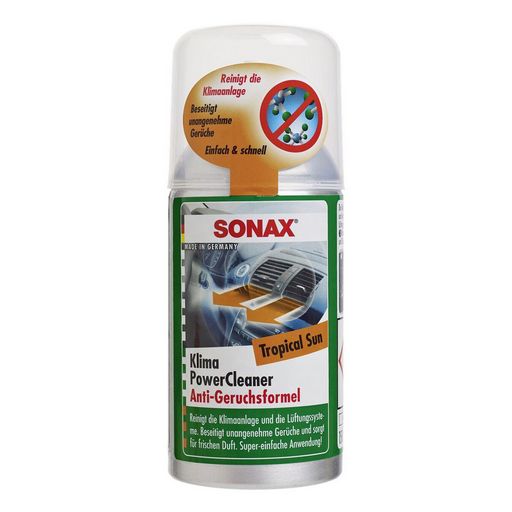 Reinigt die
Klimaanlage
Beseitigt
unangenehme
Gerüche
Einfach & schnell
SONAX®
MADE IN GERMANY
Tropical Sun
Klima
PowerCleaner
Anti-Geruchsformel
Reinigt die Klimaanlage und die Lüftungssyste-
me. Beseitigt unangenehme Gerüche und sorgt
für frischen Duft. Super-einfache Anwendung!